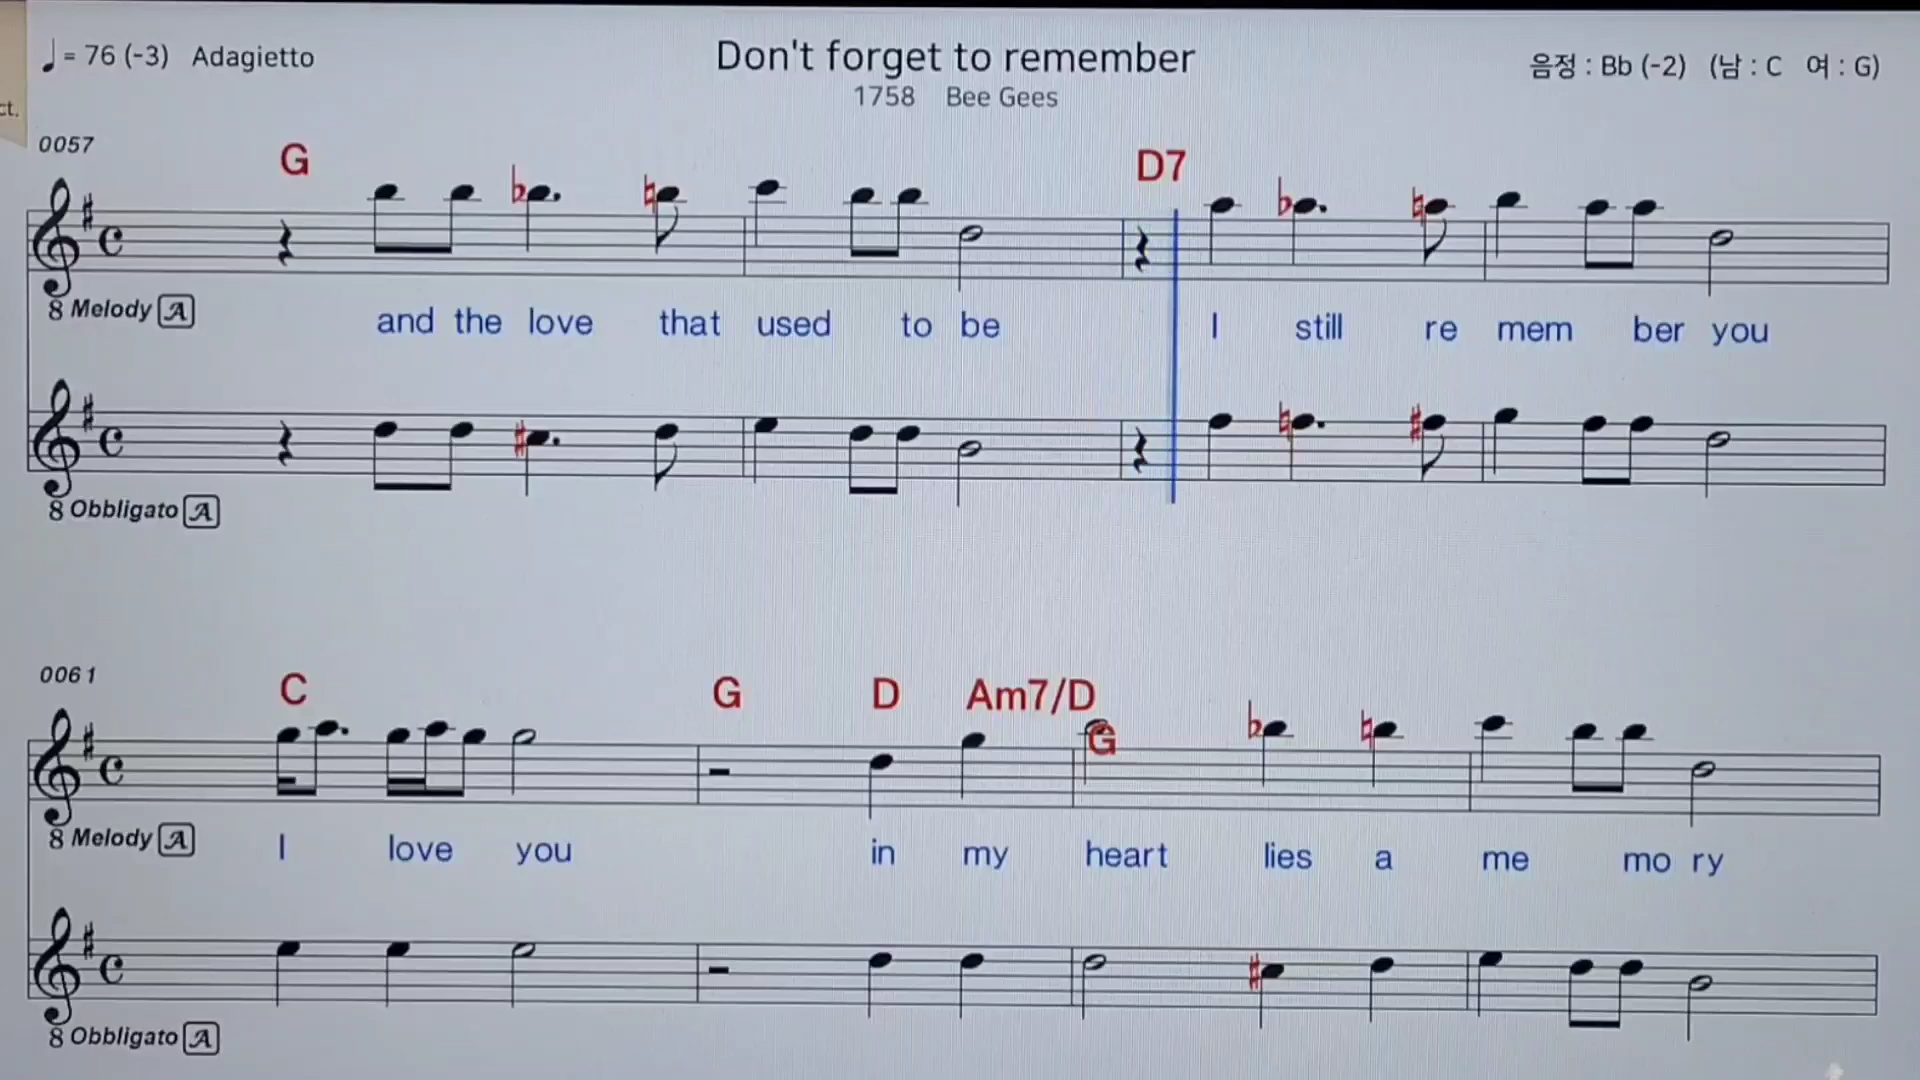 ♩= 76 (-3) Adagietto
Don't forget to remember
음정 : Bb (-2) (남 : C 여 : G)
1758 Bee Gees
ct.
0057
G D7
8 Melody A
and the love that used to be I still re mem ber you
8 Obbligato A
0061
C G D Am7/D G
8 Melody A
I love you in my heart lies a me mo ry
8 Obbligato A